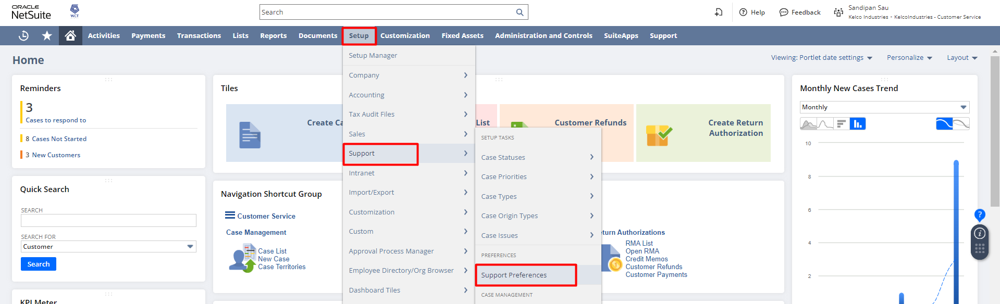 ORACLE
NetSuite
WCT
Search
Help
Feedback
Sandipan Sau
Kelco Industries - KelcoIndustries - Customer Service
Activities
Payments
Transactions
Lists
Reports
Documents
Setup
Customization
Fixed Assets
Administration and Controls
SuiteApps
Support
Home
Viewing: Portlet date settings
Personalize
Layout
Reminders
3
Cases to respond to
8 Cases Not Started
3 New Customers
Quick Search
SEARCH
SEARCH FOR
Customer
Search
KPI Meter
Tiles
Create Ca
List
Customer Refunds
Create Return
Authorization
Navigation Shortcut Group
Customer Service
Case Management
Case List
New Case
Case Territories
Setup Manager
Company
Accounting
Tax Audit Files
Sales
Support
Intranet
Import/Export
Customization
Custom
Approval Process Manager
Employee Directory/Org Browser
Dashboard Tiles
SETUP TASKS
Case Statuses
Case Priorities
Case Types
Case Origin Types
Case Issues
PREFERENCES
Support Preferences
CASE MANAGEMENT
turn Authorizations
RMA List
Open RMA
Credit Memos
Customer Refunds
Customer Payments
Monthly New Cases Trend
Monthly
10
8
6
4
2